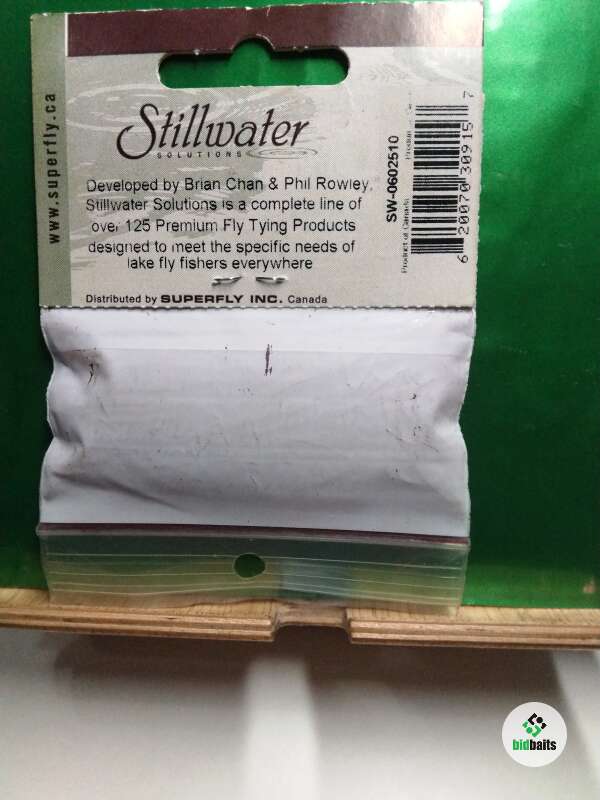 www.superfly.ca
Stillwater
SOLUTIONS
Developed by Brian Chan & Phil Rowley,
Stillwater Solutions is a complete line of
over 125 Premium Fly Tying Products
designed to meet the specific needs of
lake fly fishers everywhere
Distributed by SUPERFLY INC. Canada
SW-0602510
Product of Canada
6 20070 30915 7
bidbaits